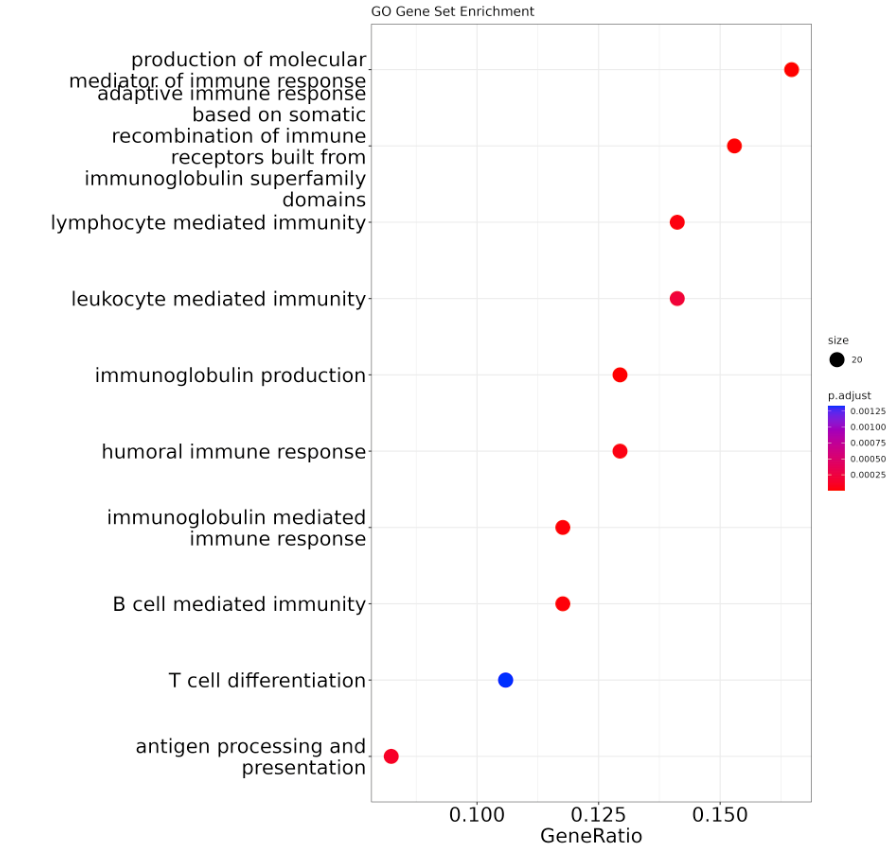 GO Gene Set Enrichment
production of molecular
mediator of immune response
adaptive immune response
based on somatic
recombination of immune
receptors built from
immunoglobulin superfamily
domains
lymphocyte mediated immunity
leukocyte mediated immunity
immunoglobulin production
humoral immune response
immunoglobulin mediated
immune response
B cell mediated immunity
T cell differentiation
antigen processing and
presentation
0.100 0.125 0.150
GeneRatio
size
20
p.adjust
0.00125
0.00100
0.00075
0.00050
0.00025